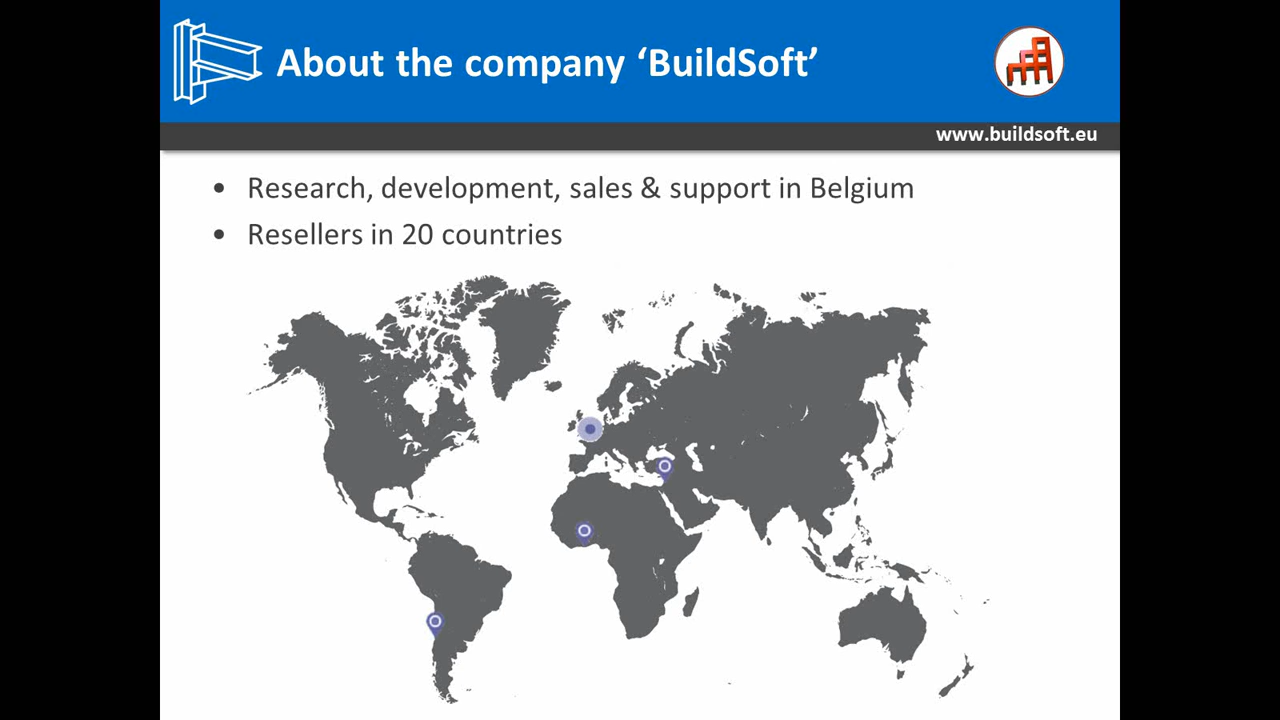 About the company ‘BuildSoft’
www.buildsoft.eu
• Research, development, sales & support in Belgium
• Resellers in 20 countries